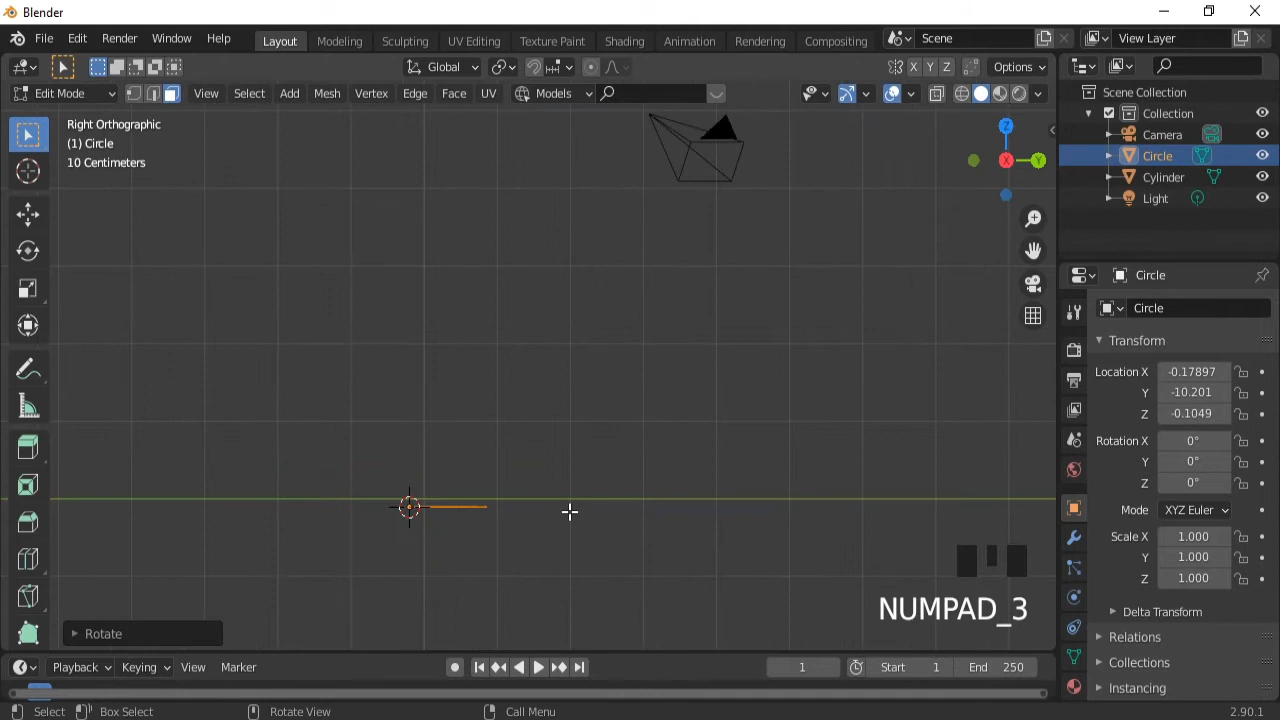 Blender
File Edit Render Window Help
Layout Modeling Sculpting UV Editing Texture Paint Shading Animation Rendering Compositing
Scene
View Layer
Global
X Y Z
Options
Edit Mode
View Select Add Mesh Vertex Edge Face UV
Models
Right Orthographic
(1) Circle
10 Centimeters
Z
X
Y
NUMPAD_3
Rotate
Scene Collection
Collection
Camera
Circle
Cylinder
Light
Circle
Circle
Transform
Location X -0.17897
Y -10.201
Z -0.1049
Rotation X 0°
Y 0°
Z 0°
Mode XYZ Euler
Scale X 1.000
Y 1.000
Z 1.000
Delta Transform
Relations
Collections
Instancing
Playback Keying View Marker
1
Start 1
End 250
Select Box Select Rotate View Call Menu
2.90.1